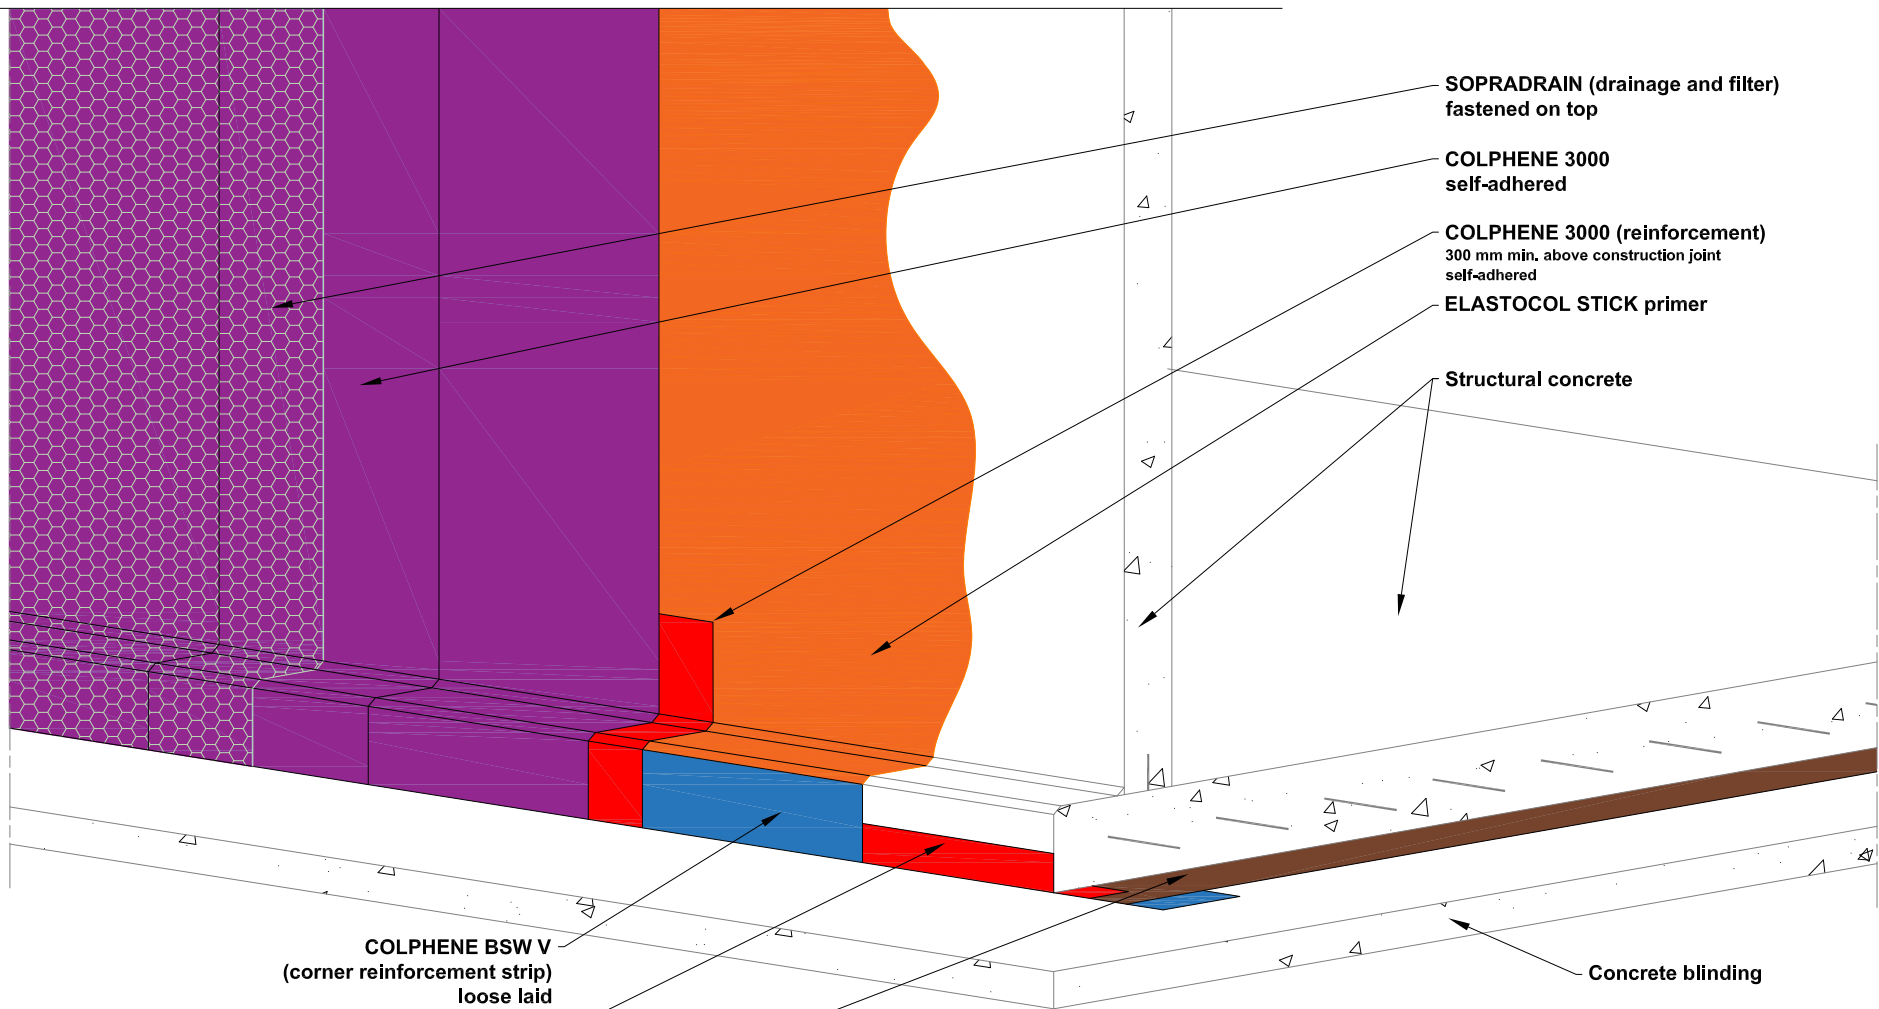 SOPRADRAIN (drainage and filter)
fastened on top
COLPHENE 3000
self-adhered
COLPHENE 3000 (reinforcement)
300 mm min. above construction joint
self-adhered
ELASTOCOL STICK primer
Structural concrete
COLPHENE BSW V
(corner reinforcement strip)
loose laid
Concrete blinding